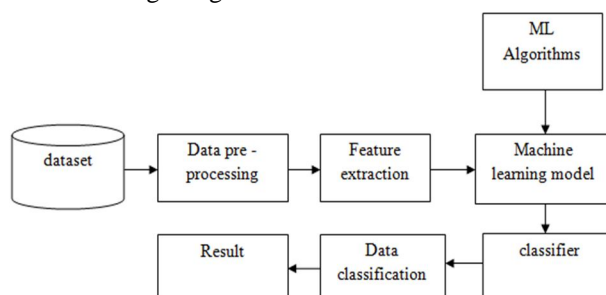 ML
Algorithms
dataset
Data pre -
processing
Feature
extraction
Machine
learning model
Result
Data
classification
classifier